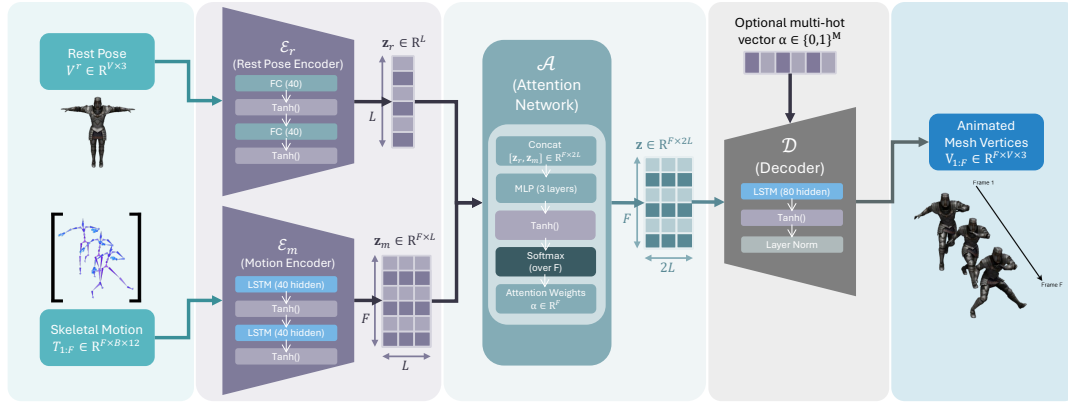 Rest Pose
Vʳ ∈ R^{V×3}
ℰ_r
(Rest Pose Encoder)
FC (40)
Tanh()
FC (40)
Tanh()
𝐳_r ∈ R^L
L
Skeletal Motion
T_{1:F} ∈ R^{F×B×12}
ℰ_m
(Motion Encoder)
LSTM (40 hidden)
Tanh()
LSTM (40 hidden)
Tanh()
𝐳_m ∈ R^{F×L}
F
L
𝒜
(Attention
Network)
Concat
[𝐳_r, 𝐳_m] ∈ R^{F×2L}
MLP (3 layers)
Tanh()
Softmax
(over F)
Attention Weights
α ∈ R^F
𝐳 ∈ R^{F×2L}
F
2L
Optional multi-hot
vector α ∈ {0,1}^M
𝒟
(Decoder)
LSTM (80 hidden)
Tanh()
Layer Norm
Animated
Mesh Vertices
V_{1:F} ∈ R^{F×V×3}
Frame 1
Frame F